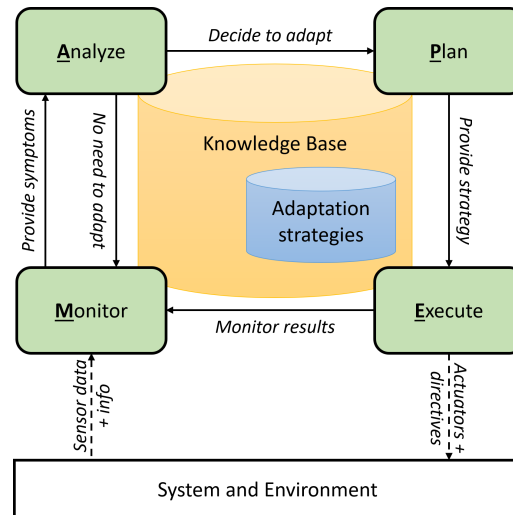 Decide to adapt
Analyze
Plan
Provide symptoms
No need to adapt
Knowledge Base
Adaptation
strategies
Provide strategy
Monitor
Monitor results
Execute
Sensor data
+ info
Actuators +
directives
System and Environment